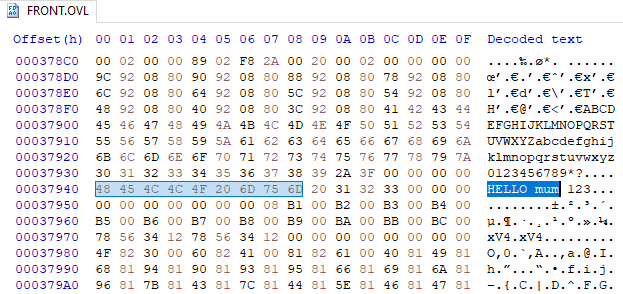 FRONT.OVL
Offset(h) 00 01 02 03 04 05 06 07 08 09 0A 0B 0C 0D 0E 0F Decoded text
000378C0 00 02 00 00 89 02 F8 2A 00 20 02 00 00 00 00 00 ....‰.ø*. ......
000378D0 9C 92 08 80 90 92 08 80 88 92 08 80 78 92 08 80 œ’.€.’.€ˆ’.€x’.€
000378E0 6C 92 08 80 64 92 08 80 5C 92 08 80 54 92 08 80 l’.€d’.€\’.€T’.€
000378F0 48 92 08 80 40 92 08 80 3C 92 08 80 41 42 43 44 H’.€@’.€<’.€ABCD
00037900 45 46 47 48 49 4A 4B 4C 4D 4E 4F 50 51 52 53 54 EFGHIJKLMNOPQRST
00037910 55 56 57 58 59 5A 61 62 63 64 65 66 67 68 69 6A UVWXYZabcdefghij
00037920 6B 6C 6D 6E 6F 70 71 72 73 74 75 76 77 78 79 7A klmnopqrstuvwxyz
00037930 30 31 32 33 34 35 36 37 38 39 2A 3F 00 00 00 00 0123456789*?....
00037940 48 45 4C 4C 4F 20 6D 75 6D 20 31 32 33 00 00 00 HELLO mum 123...
00037950 00 00 00 00 00 00 08 00 B1 00 B2 00 B3 00 B4 00 ........±.².³.´.
00037960 B5 00 B6 00 B7 00 B8 00 B9 00 BA 00 BB 00 BC 00 µ.¶.·.¸.¹.º.».¼.
00037970 78 56 34 12 78 56 34 12 00 00 00 00 00 00 00 00 xV4.xV4.........
00037980 4F 82 30 00 60 82 41 00 81 82 61 00 40 81 49 81 O‚0.`‚A..‚a.@.I.
00037990 68 81 94 81 90 81 93 81 95 81 66 81 69 81 6A 81 h.”...“.•.f.i.j.
000379A0 96 81 7B 81 43 81 7C 81 44 81 5E 81 46 81 47 81 –.{.C.|.D.^.F.G.